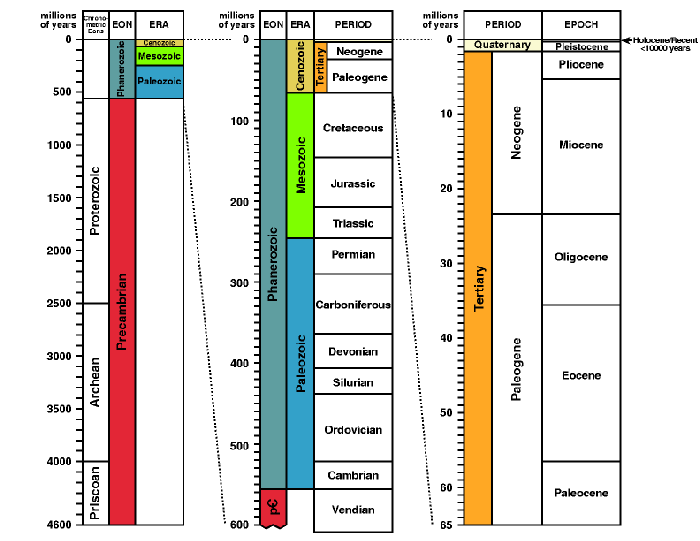 millions
of years
Chrono-
metric
Eons
EON
ERA
0
500
1000
1500
2000
2500
3000
3500
4000
4600
Proterozoic
Archean
Priscoan
Phanerozoic
Precambrian
Cenozoic
Mesozoic
Paleozoic
millions
of years
EON
ERA
PERIOD
0
100
200
300
400
500
600
Phanerozoic
p€
Cenozoic
Mesozoic
Paleozoic
Tertiary
Neogene
Paleogene
Cretaceous
Jurassic
Triassic
Permian
Carboniferous
Devonian
Silurian
Ordovician
Cambrian
Vendian
millions
of years
PERIOD
EPOCH
0
10
20
30
40
50
65
Quaternary
Tertiary
Neogene
Paleogene
Pleistocene
Pliocene
Miocene
Oligocene
Eocene
Paleocene
Holocene/Recent
<10000 years